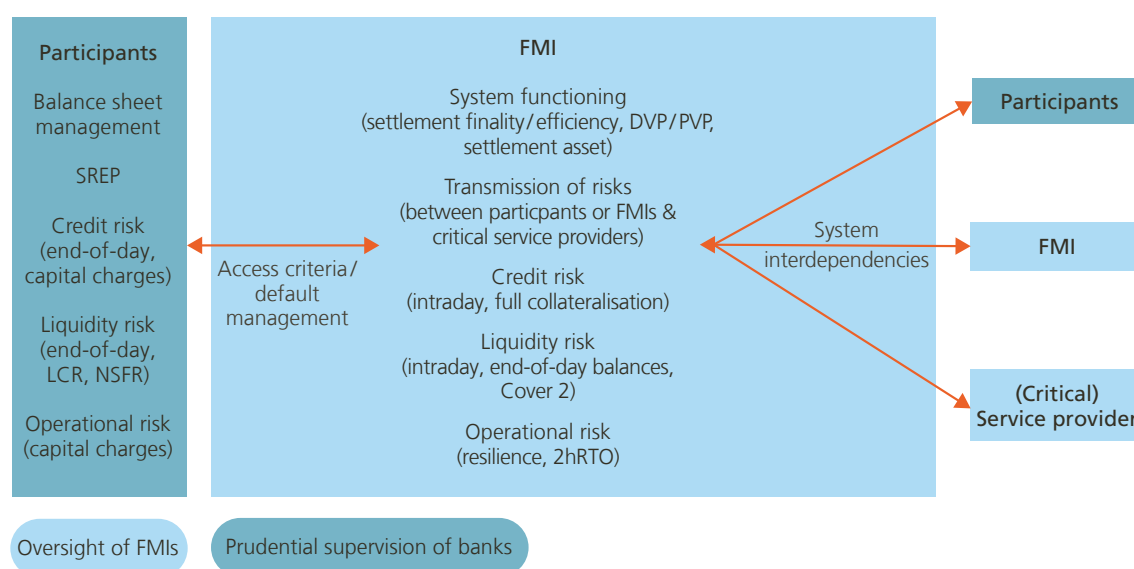 Participants
Balance sheet
management
SREP
Credit risk
(end-of-day,
capital charges)
Liquidity risk
(end-of-day,
LCR, NSFR)
Operational risk
(capital charges)
Access criteria/
default
management
FMI
System functioning
(settlement finality/efficiency, DVP/PVP,
settlement asset)
Transmission of risks
(between particpants or FMIs &
critical service providers)
Credit risk
(intraday, full collateralisation)
Liquidity risk
(intraday, end-of-day balances,
Cover 2)
Operational risk
(resilience, 2hRTO)
System
interdependencies
Participants
FMI
(Critical)
Service provider
Oversight of FMIs
Prudential supervision of banks